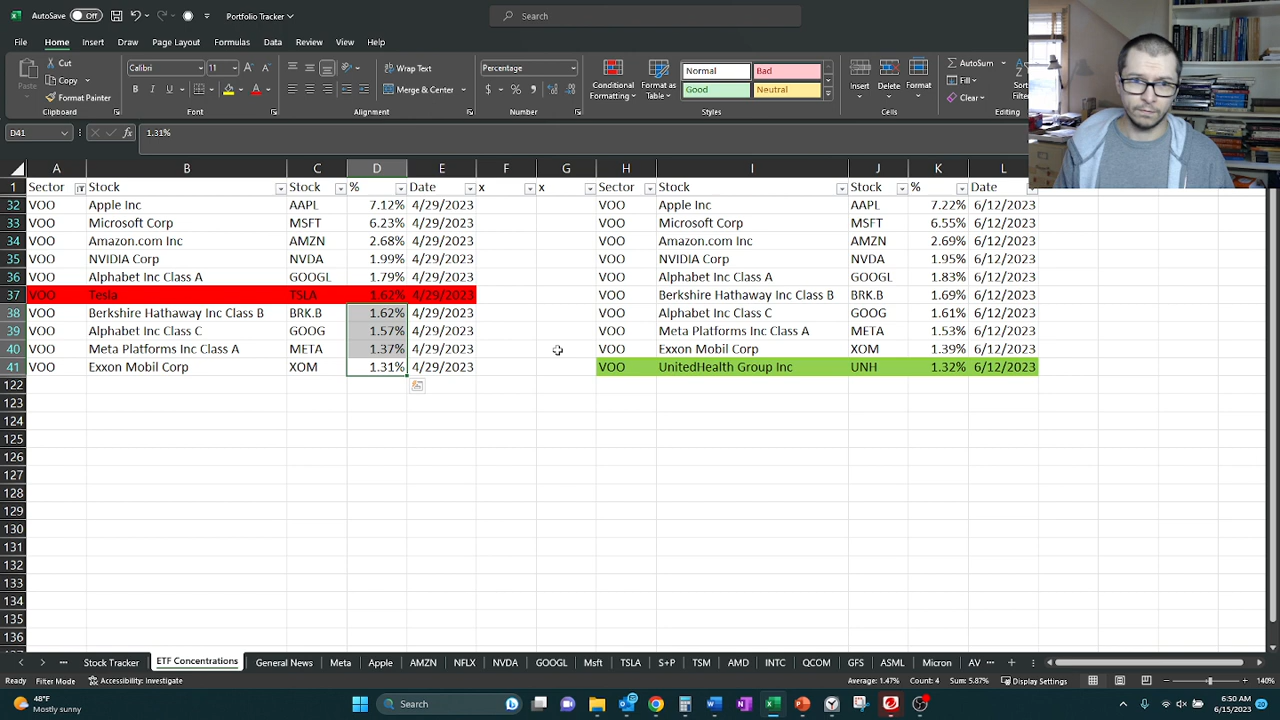 AutoSave Off Portfolio Tracker Search
File Home Insert Draw Page Layout Formulas Data Review View Help
Cut Calibri 11 Wrap Text Percentage Normal Bad AutoSum
Copy Good Neutral Fill
Paste Format Painter B Merge & Center Conditional Formatting Format as Table Insert Delete Format Clear
Clipboard Font Alignment Number Styles Cells Editing
D41 fx 1.31%
A B C D E F G H I J K L
1 Sector Stock Stock % Date x x Sector Stock Stock % Date
32 VOO Apple Inc AAPL 7.12% 4/29/2023 VOO Apple Inc AAPL 7.22% 6/12/2023
33 VOO Microsoft Corp MSFT 6.23% 4/29/2023 VOO Microsoft Corp MSFT 6.55% 6/12/2023
34 VOO Amazon.com Inc AMZN 2.68% 4/29/2023 VOO Amazon.com Inc AMZN 2.69% 6/12/2023
35 VOO NVIDIA Corp NVDA 1.99% 4/29/2023 VOO NVIDIA Corp NVDA 1.95% 6/12/2023
36 VOO Alphabet Inc Class A GOOGL 1.79% 4/29/2023 VOO Alphabet Inc Class A GOOGL 1.83% 6/12/2023
37 VOO Tesla TSLA 1.62% 4/29/2023 VOO Berkshire Hathaway Inc Class B BRK.B 1.69% 6/12/2023
38 VOO Berkshire Hathaway Inc Class B BRK.B 1.62% 4/29/2023 VOO Alphabet Inc Class C GOOG 1.61% 6/12/2023
39 VOO Alphabet Inc Class C GOOG 1.57% 4/29/2023 VOO Meta Platforms Inc Class A META 1.53% 6/12/2023
40 VOO Meta Platforms Inc Class A META 1.37% 4/29/2023 VOO Exxon Mobil Corp XOM 1.39% 6/12/2023
41 VOO Exxon Mobil Corp XOM 1.31% 4/29/2023 VOO UnitedHealth Group Inc UNH 1.32% 6/12/2023
122
123
124
125
126
127
128
129
130
131
132
133
134
135
136
Stock Tracker ETF Concentrations General News Meta Apple AMZN NFLX NVDA GOOGL MSFT TSLA TTD TSM AMD INTC QCOM GFS ASML Micron AV
Ready Filter Mode Accessibility: Investigate Average: 1.47% Count: 4 Sum: 5.87% Display Settings 140%
48°F Search 6:50 AM
Mostly sunny 6/15/2023